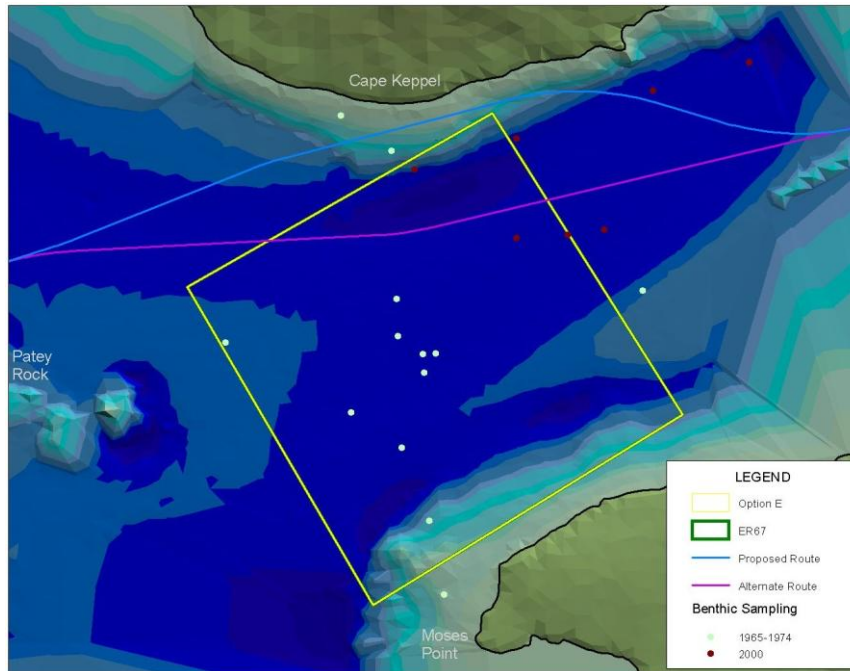 Cape Keppel
Patey
Rock
Moses
Point
LEGEND
Option E
ER67
Proposed Route
Alternate Route
Benthic Sampling
1965-1974
2000